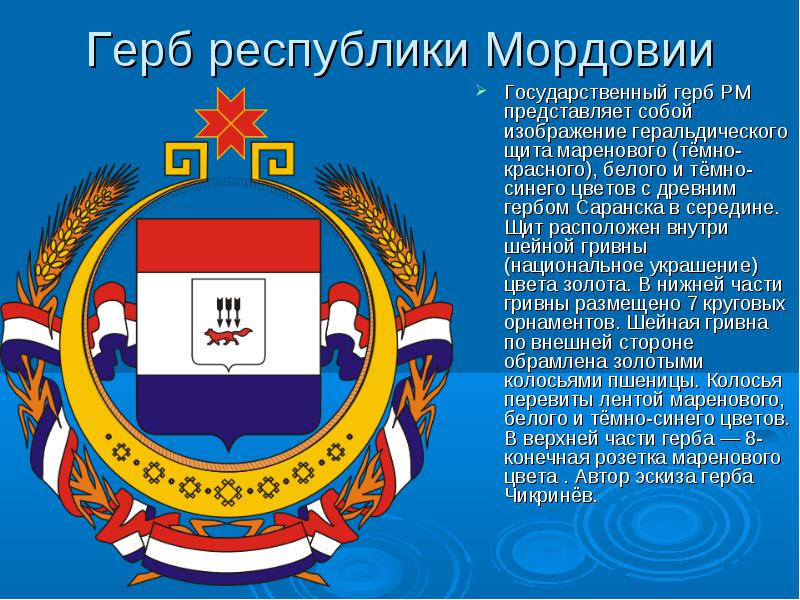 Герб республики Мордовии
Государственный герб РМ
представляет собой
изображение геральдического
щита маренового (тёмно-
красного), белого и тёмно-
синего цветов с древним
гербом Саранска в середине.
Щит расположен внутри
шейной гривны
(национальное украшение)
цвета золота. В нижней части
гривны размещено 7 круговых
орнаментов. Шейная гривна
по внешней стороне
обрамлена золотыми
колосьями пшеницы. Колосья
перевиты лентой маренового,
белого и тёмно-синего цветов.
В верхней части герба — 8-
конечная розетка маренового
цвета . Автор эскиза герба
Чикринёв.